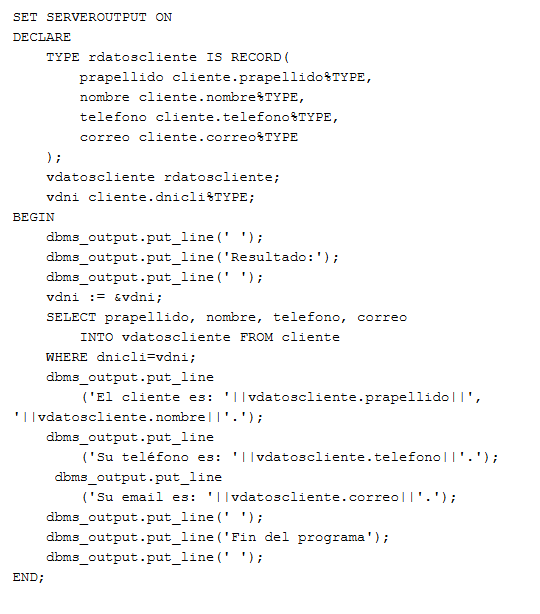 SET SERVEROUTPUT ON
DECLARE
    TYPE rdatoscliente IS RECORD(
        prapellido cliente.prapellido%TYPE,
        nombre cliente.nombre%TYPE,
        telefono cliente.telefono%TYPE,
        correo cliente.correo%TYPE
    );
    vdatoscliente rdatoscliente;
    vdni cliente.dnicli%TYPE;
BEGIN
    dbms_output.put_line(' ');
    dbms_output.put_line('Resultado:');
    dbms_output.put_line(' ');
    vdni := &vdni;
    SELECT prapellido, nombre, telefono, correo
        INTO vdatoscliente FROM cliente
    WHERE dnicli=vdni;
    dbms_output.put_line
        ('El cliente es: '||vdatoscliente.prapellido||',
'||vdatoscliente.nombre||'.');
    dbms_output.put_line
        ('Su teléfono es: '||vdatoscliente.telefono||'.');
     dbms_output.put_line
        ('Su email es: '||vdatoscliente.correo||'.');
    dbms_output.put_line(' ');
    dbms_output.put_line('Fin del programa');
    dbms_output.put_line(' ');
END;